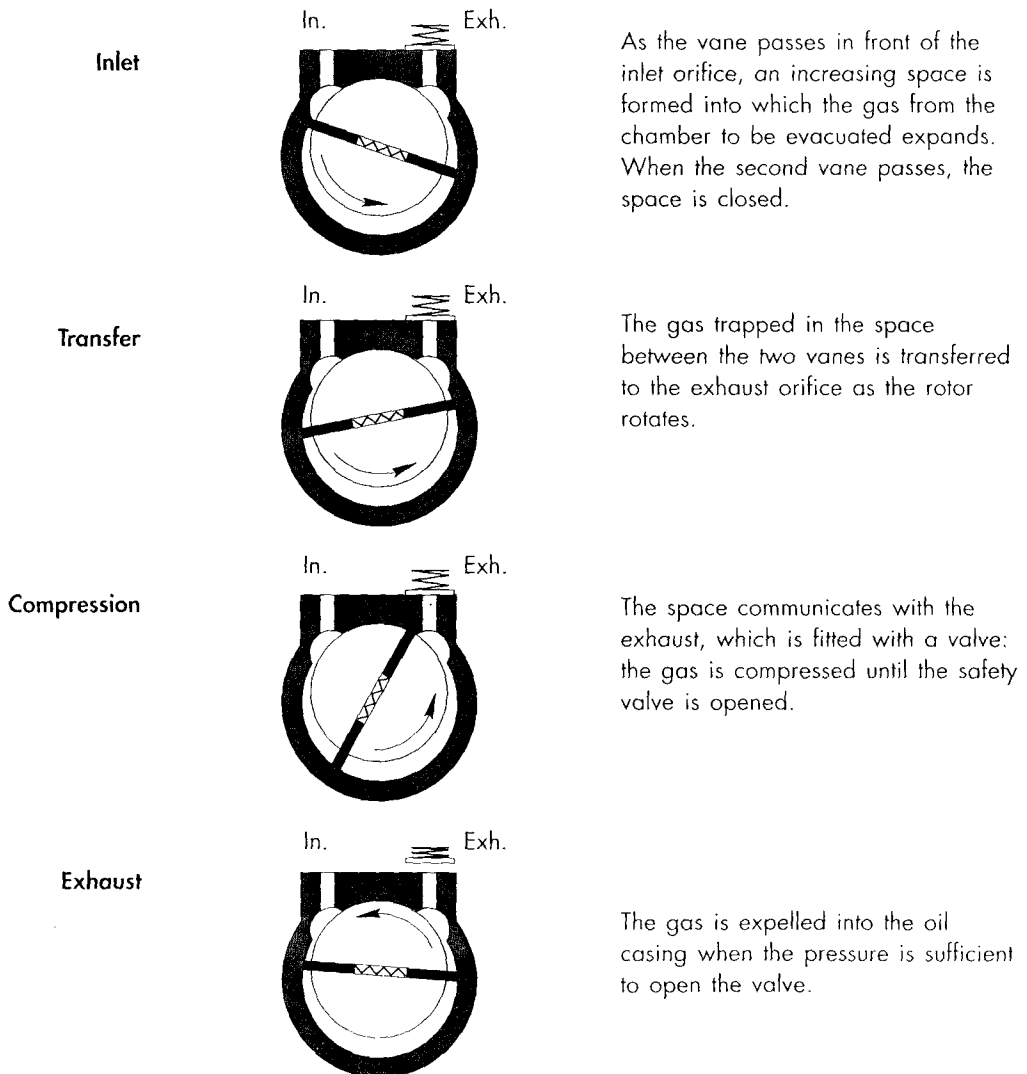 In. Exh.
Inlet
As the vane passes in front of the
inlet orifice, an increasing space is
formed into which the gas from the
chamber to be evacuated expands.
When the second vane passes, the
space is closed.
In. Exh.
Transfer
The gas trapped in the space
between the two vanes is transferred
to the exhaust orifice as the rotor
rotates.
In. Exh.
Compression
The space communicates with the
exhaust, which is fitted with a valve:
the gas is compressed until the safety
valve is opened.
In. Exh.
Exhaust
The gas is expelled into the oil
casing when the pressure is sufficient
to open the valve.